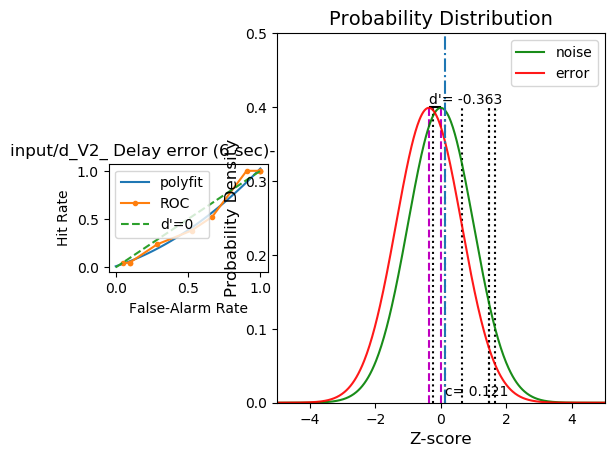 input/d_V2_ Delay error (6 sec)
1.0
0.5
0.0
Hit Rate
polyfit
ROC
d'=0
0.0
0.5
1.0
False-Alarm Rate
Probability Distribution
0.5
0.4
0.3
0.2
0.1
0.0
Probability Density
noise
error
d'= -0.363
c= 0.121
−4
−2
0
2
4
Z-score